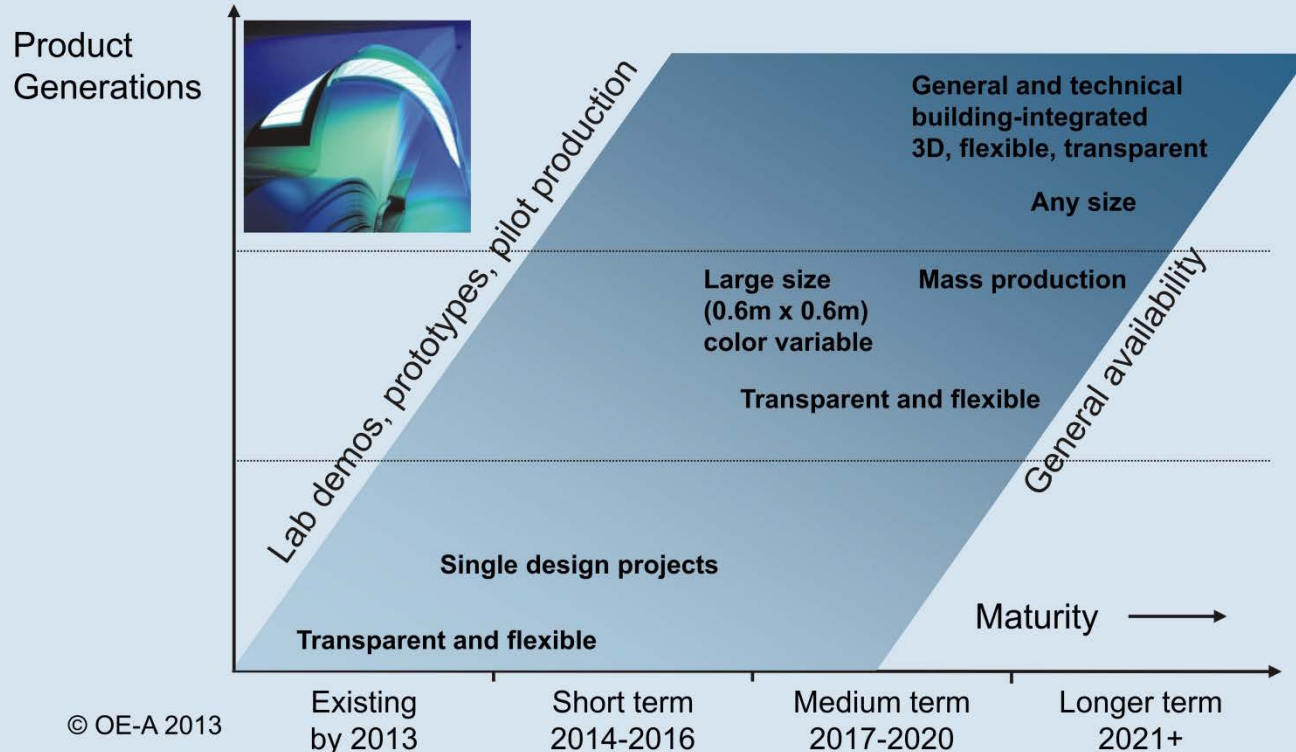 Product
Generations
Lab demos, prototypes, pilot production
General and technical
building-integrated
3D, flexible, transparent
Any size
Large size
(0.6m x 0.6m)
color variable
Mass production
Transparent and flexible
General availability
Single design projects
Transparent and flexible
Maturity
Existing
by 2013
Short term
2014-2016
Medium term
2017-2020
Longer term
2021+
© OE-A 2013